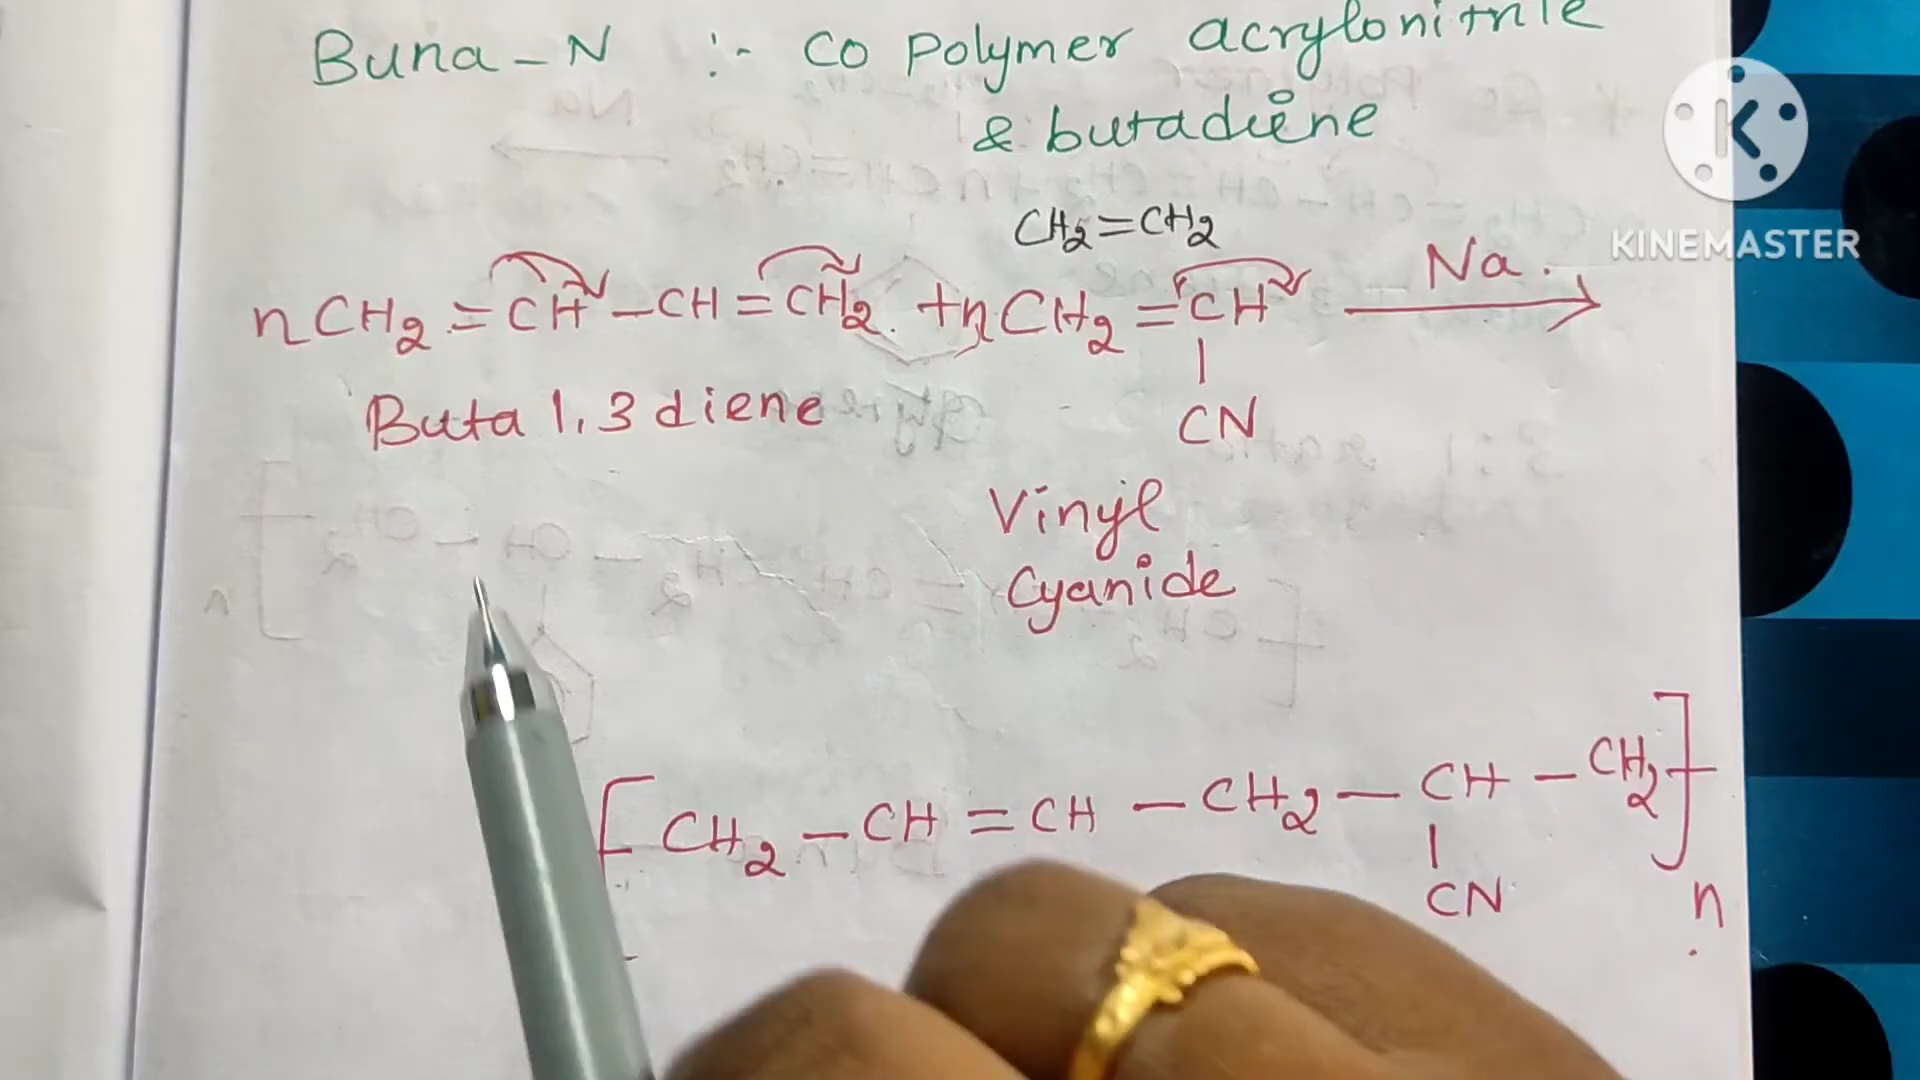 Buna-N :- Co Polymer acrylonitrile
& butadiene
CH2=CH2
nCH2=CH-CH=CH2 + nCH2=CH Na.
CN
Buta 1,3 diene
Vinyl
Cyanide
[CH2-CH=CH-CH2-CH-CH2]n
CN
K
KINEMASTER